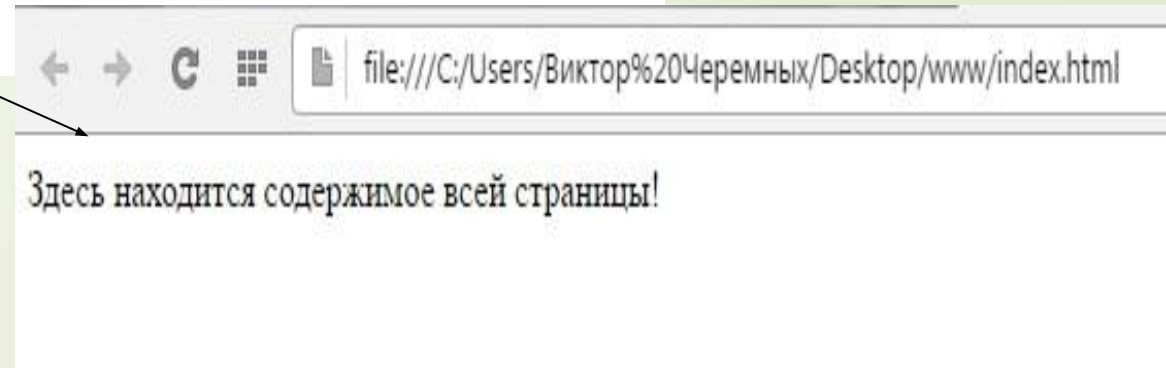 file:///C:/Users/Виктор%20Черемных/Desktop/www/index.html
Здесь находится содержимое всей страницы!